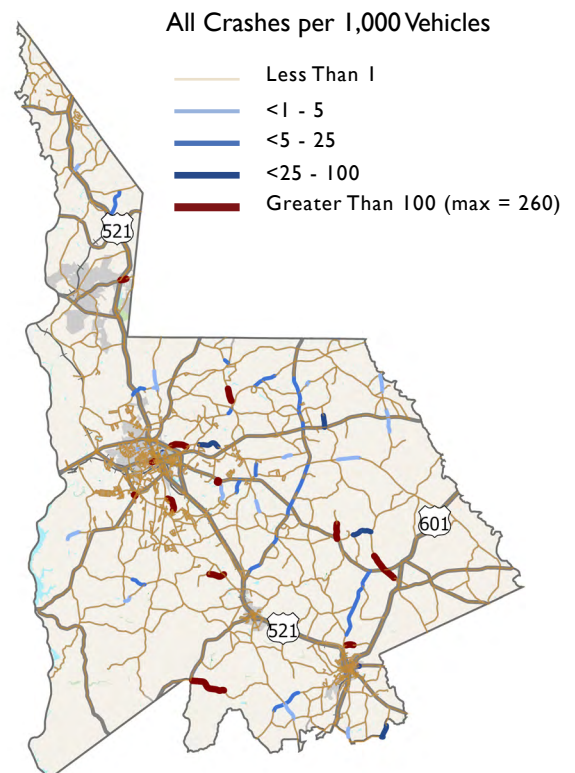 All Crashes per 1,000 Vehicles
Less Than 1
<1 - 5
<5 - 25
<25 - 100
Greater Than 100 (max = 260)
521
601
521